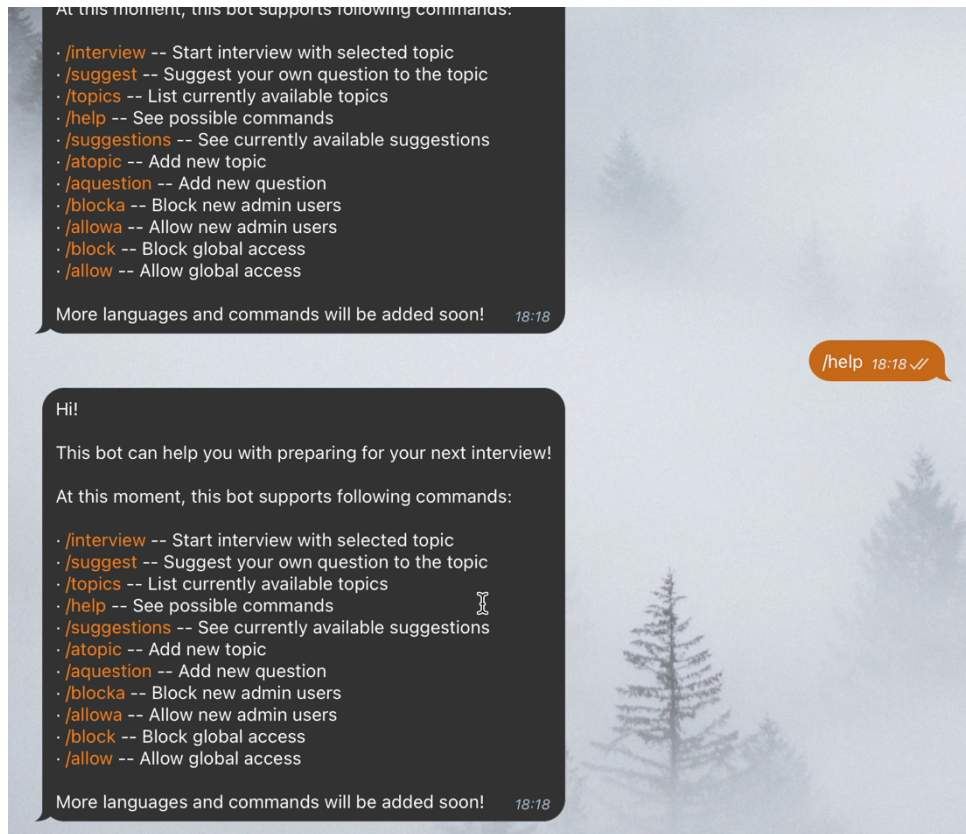 At this moment, this bot supports following commands:
· /interview -- Start interview with selected topic
· /suggest -- Suggest your own question to the topic
· /topics -- List currently available topics
· /help -- See possible commands
· /suggestions -- See currently available suggestions
· /atopic -- Add new topic
· /aquestion -- Add new question
· /blocka -- Block new admin users
· /allowa -- Allow new admin users
· /block -- Block global access
· /allow -- Allow global access
More languages and commands will be added soon! 18:18
/help 18:18
Hi!
This bot can help you with preparing for your next interview!
At this moment, this bot supports following commands:
· /interview -- Start interview with selected topic
· /suggest -- Suggest your own question to the topic
· /topics -- List currently available topics
· /help -- See possible commands
· /suggestions -- See currently available suggestions
· /atopic -- Add new topic
· /aquestion -- Add new question
· /blocka -- Block new admin users
· /allowa -- Allow new admin users
· /block -- Block global access
· /allow -- Allow global access
More languages and commands will be added soon! 18:18